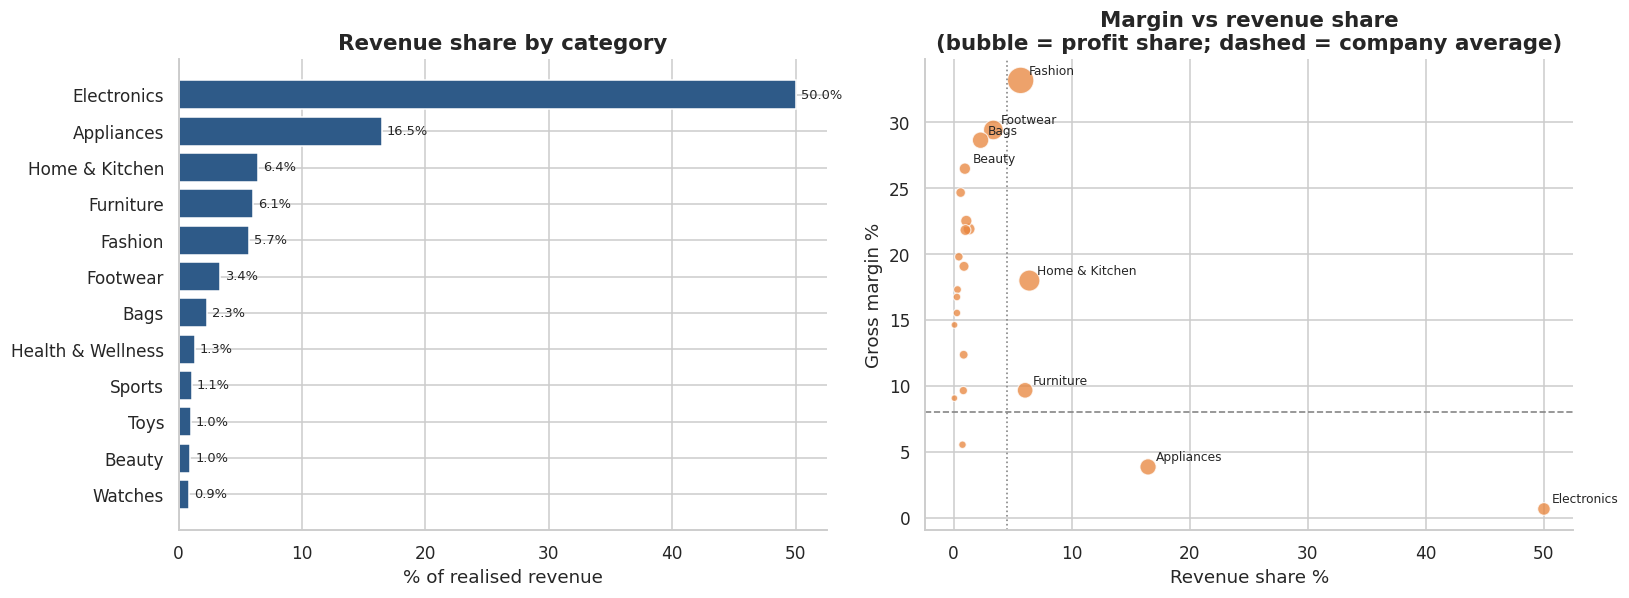 Revenue share by category
Electronics
50.0%
Appliances
16.5%
Home & Kitchen
6.4%
Furniture
6.1%
Fashion
5.7%
Footwear
3.4%
Bags
2.3%
Health & Wellness
1.3%
Sports
1.1%
Toys
1.0%
Beauty
1.0%
Watches
0.9%
0 10 20 30 40 50
% of realised revenue
Margin vs revenue share
(bubble = profit share; dashed = company average)
Gross margin %
30
25
20
15
10
5
0
Fashion
Footwear
Bags
Beauty
Home & Kitchen
Furniture
Appliances
Electronics
0 10 20 30 40 50
Revenue share %